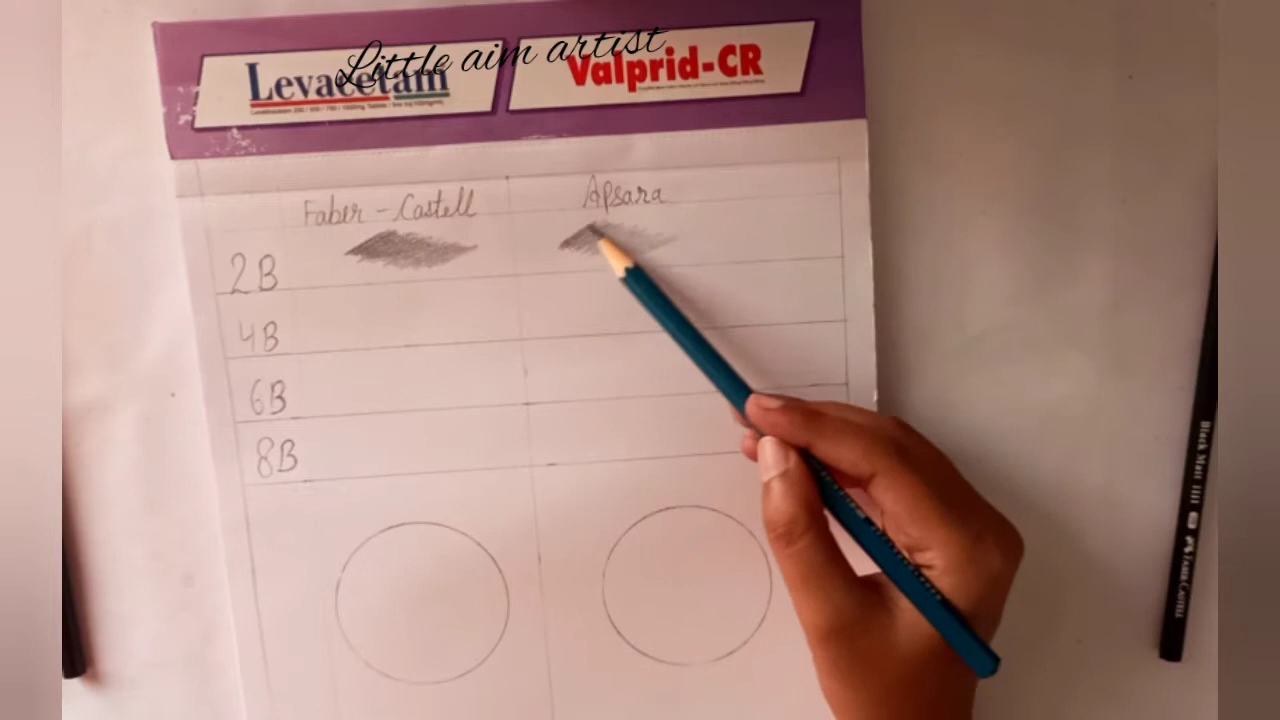 Little aim artist
Levacetam
Valprid-CR
Faber - Castell
Apsara
2B
4B
6B
8B
Black Matt
FABER-CASTELL